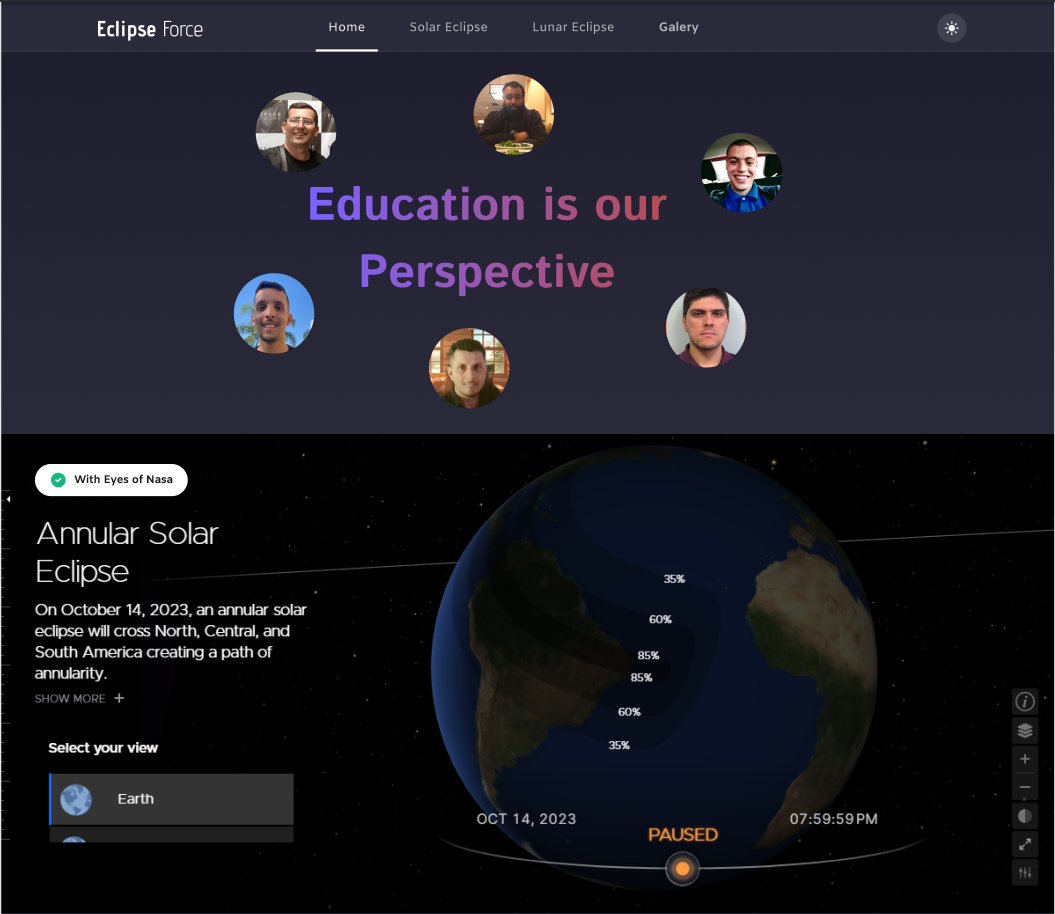 Eclipse Force
Home
Solar Eclipse
Lunar Eclipse
Galery
Education is our
Perspective
With Eyes of Nasa
Annular Solar
Eclipse
On October 14, 2023, an annular solar
eclipse will cross North, Central, and
South America creating a path of
annularity.
SHOW MORE +
Select your view
Earth
35%
60%
85%
85%
60%
35%
OCT 14, 2023
07:59:59 PM
PAUSED